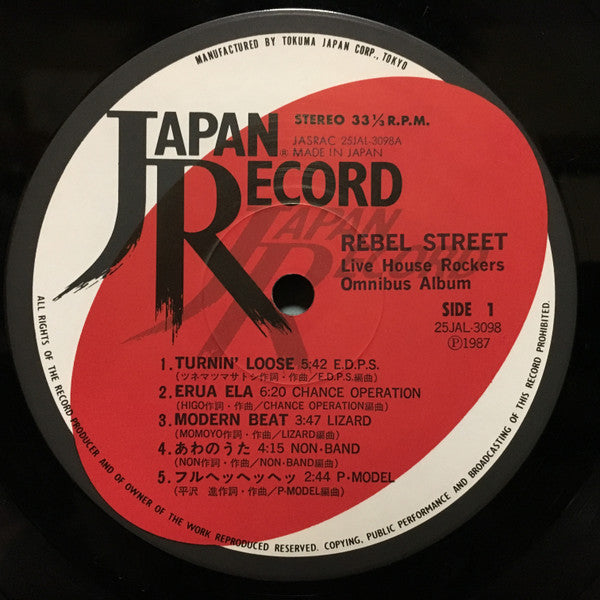 MANUFACTURED BY TOKUMA JAPAN CORP., TOKYO
JAPAN RECORD
STEREO 33 1/3 R.P.M.
JASRAC 25JAL-3098A
® MADE IN JAPAN
JAPAN RECORD
REBEL STREET
Live House Rockers
Omnibus Album
SIDE 1
25JAL-3098
Ⓟ1987
1. TURNIN' LOOSE 5:42 E.D.P.S.
(ツネマツマサトシ作詞・作曲／E.D.P.S.編曲)
2. ERUA ELA 6:20 CHANCE OPERATION
(HIGO作詞・作曲／CHANCE OPERATION編曲)
3. MODERN BEAT 3:47 LIZARD
(MOMOYO作詞・作曲／LIZARD編曲)
4. あわのうた 4:15 NON·BAND
(NON作詞・作曲／NON·BAND編曲)
5. フルヘッヘッヘッ 2:44 P·MODEL
(平沢 進作詞・作曲／P·MODEL編曲)
ALL RIGHTS OF THE RECORD PRODUCER AND OF OWNER OF THE WORK REPRODUCED RESERVED. COPYING, PUBLIC PERFORMANCE AND BROADCASTING OF THIS RECORD PROHIBITED.